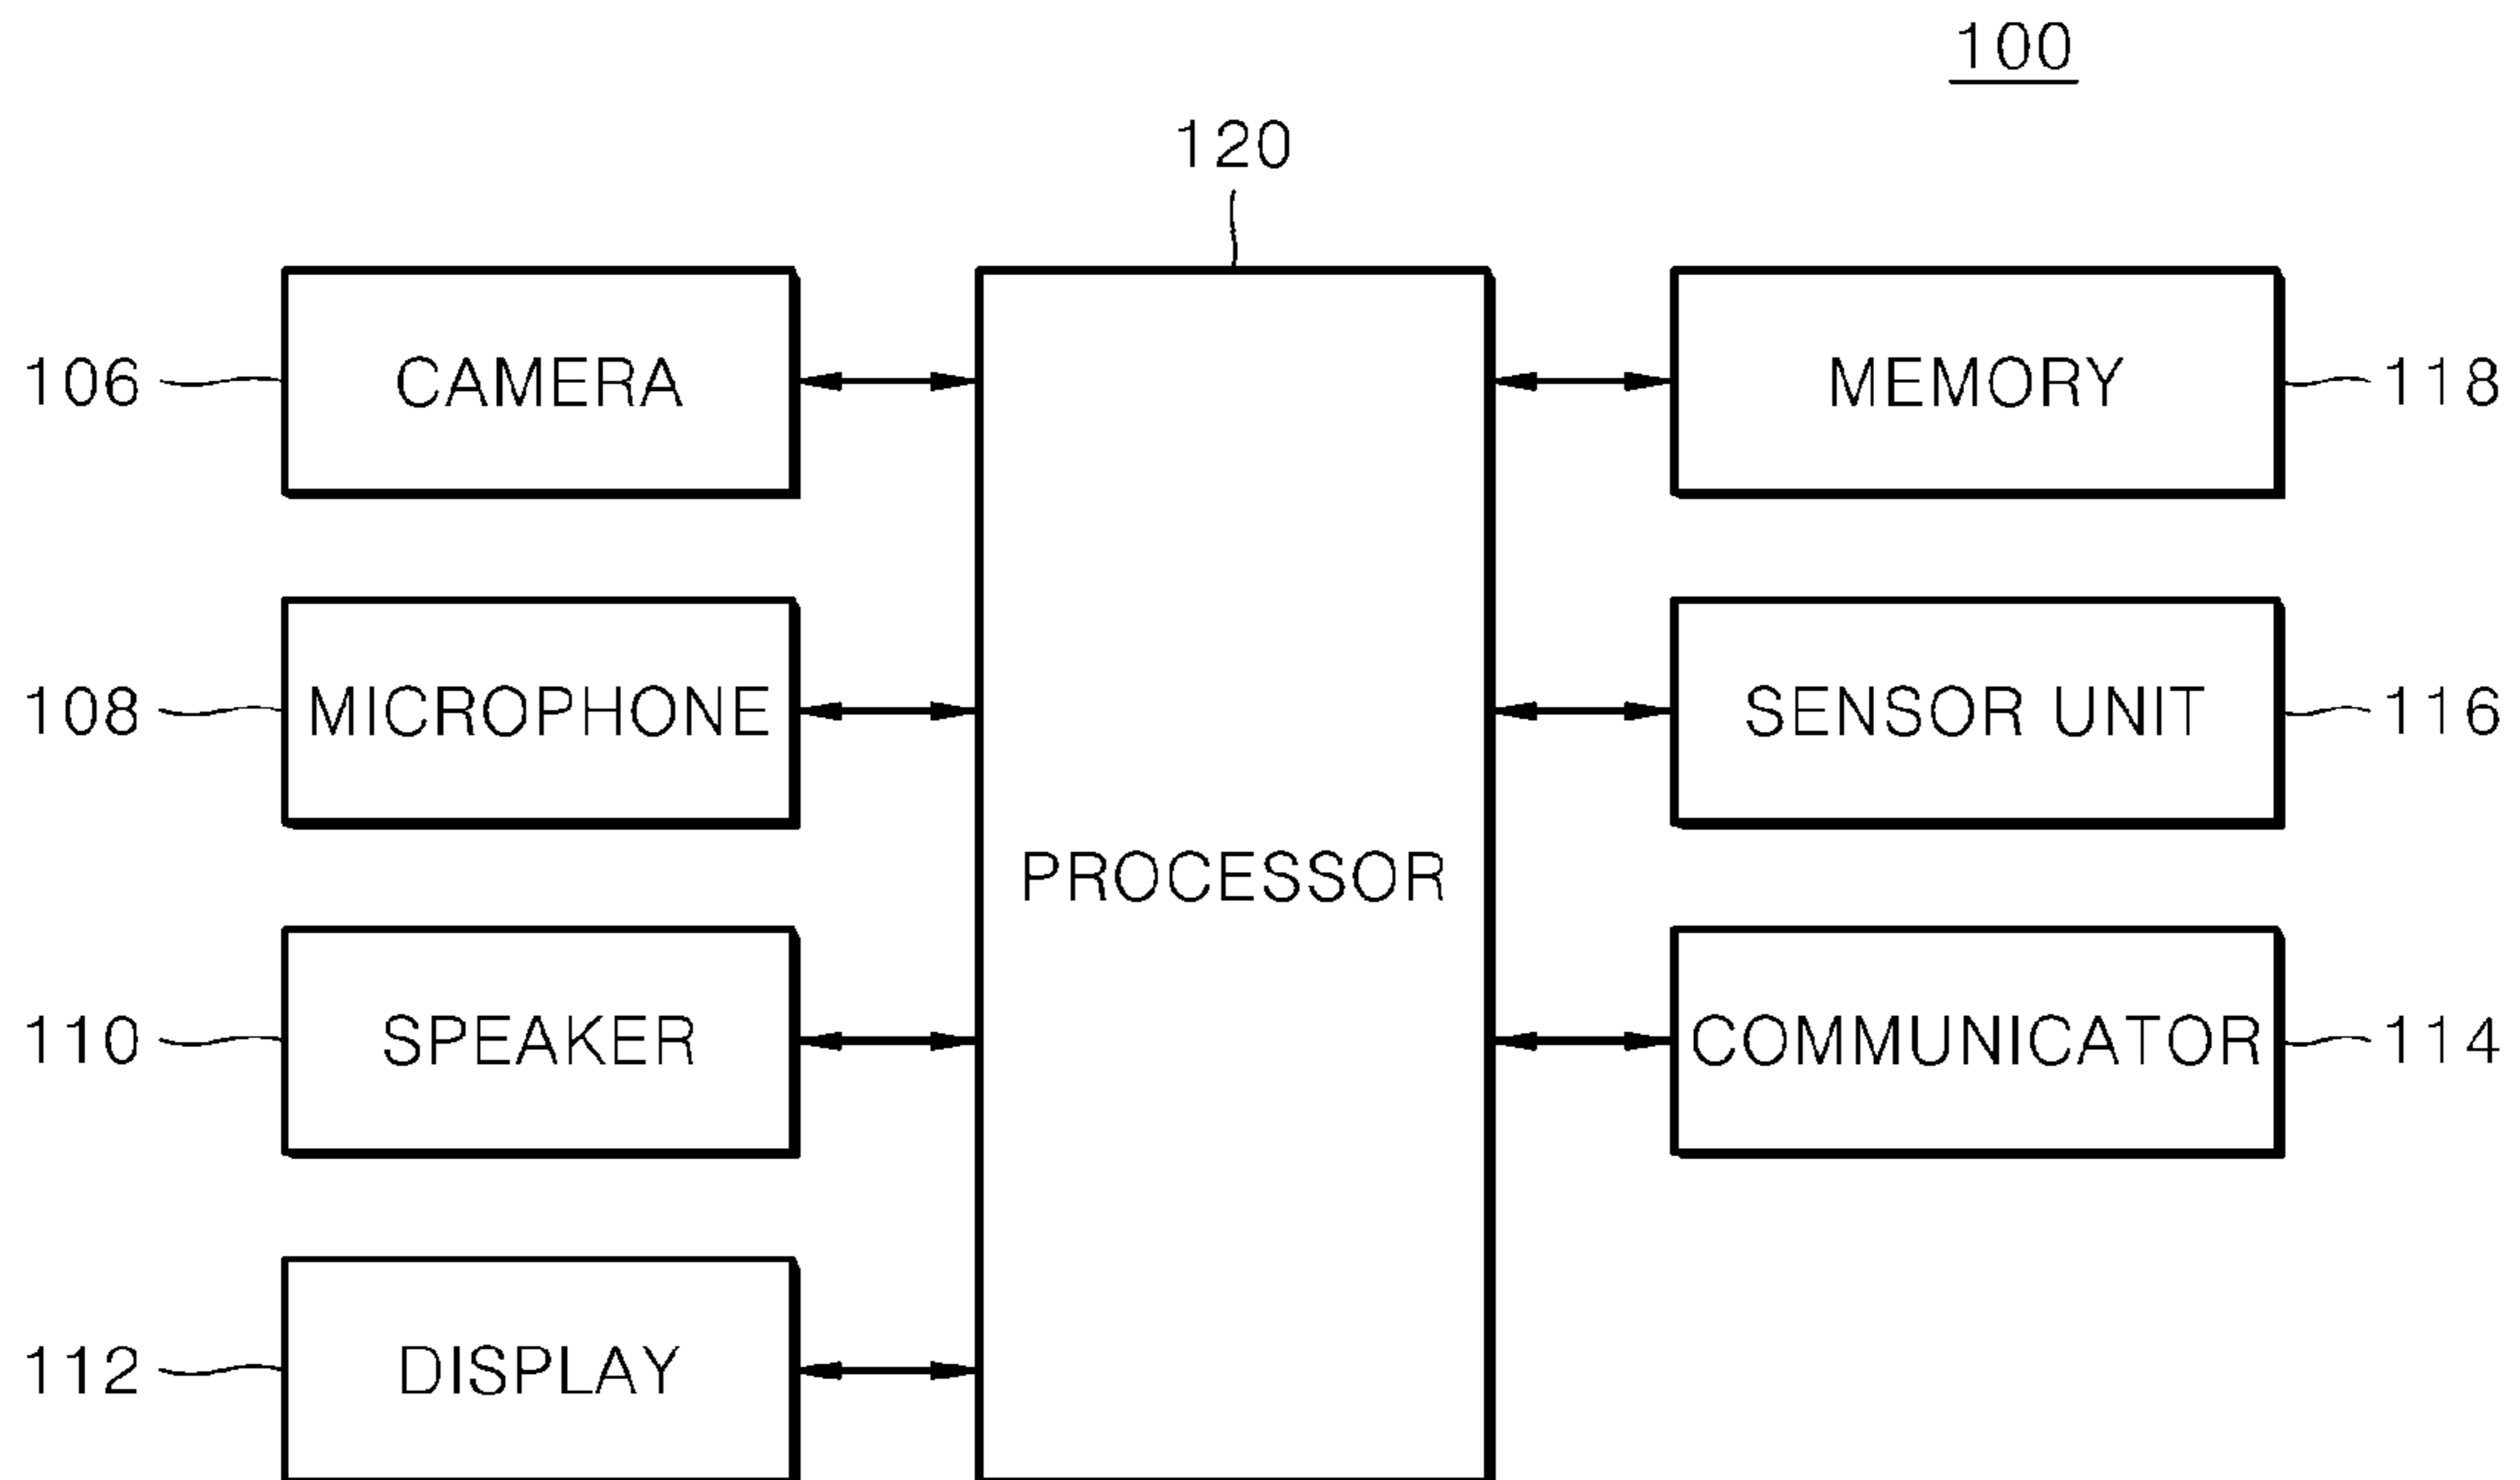 100
120
106 CAMERA MEMORY 118
108 MICROPHONE SENSOR UNIT 116
PROCESSOR
110 SPEAKER COMMUNICATOR 114
112 DISPLAY